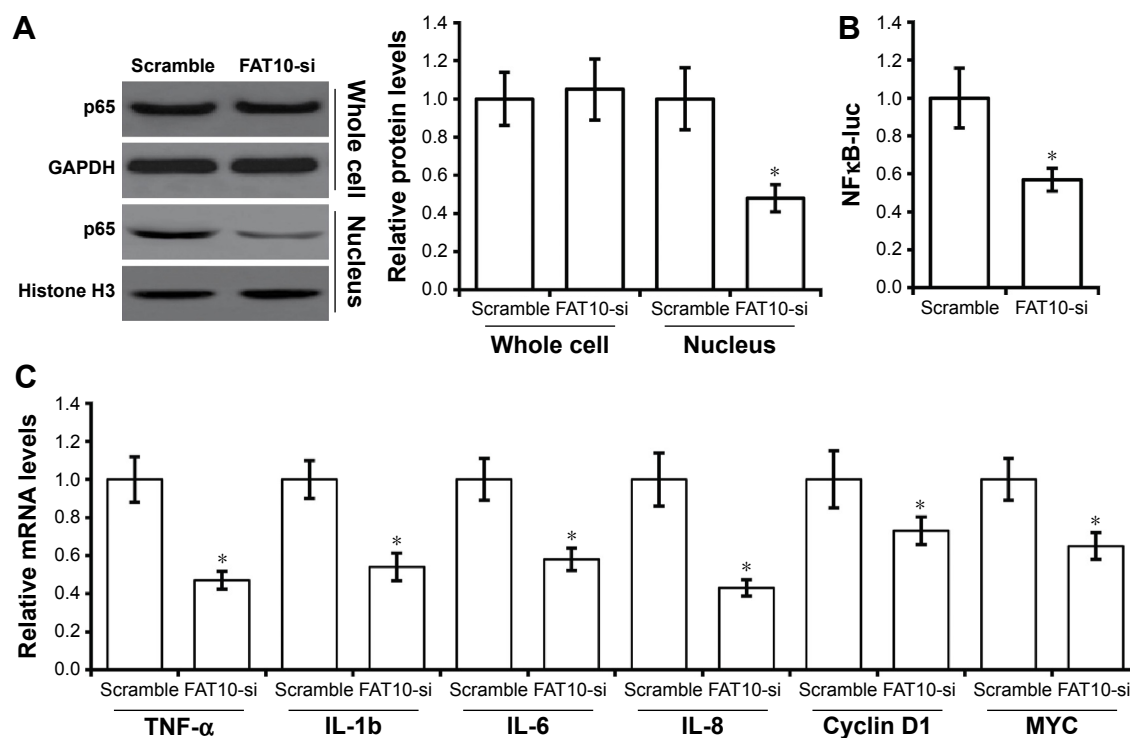 A
Scramble FAT10-si
p65
GAPDH
p65
Histone H3
Whole cell
Nucleus
Relative protein levels
1.4
1.2
1.0
0.8
0.6
0.4
0.2
0.0
*
Scramble FAT10-si Scramble FAT10-si
Whole cell Nucleus
B
NFκB-luc
1.4
1.2
1.0
0.8
0.6
0.4
0.2
0.0
*
Scramble FAT10-si
C
Relative mRNA levels
1.4
1.2
1.0
0.8
0.6
0.4
0.2
0.0
* * * * * *
Scramble FAT10-si Scramble FAT10-si Scramble FAT10-si Scramble FAT10-si Scramble FAT10-si Scramble FAT10-si
TNF-α IL-1b IL-6 IL-8 Cyclin D1 MYC